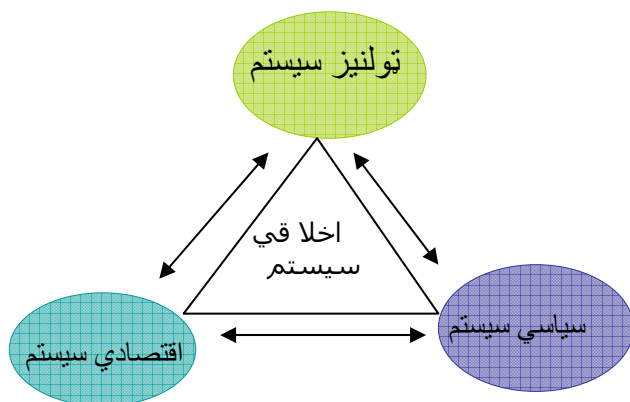 ټولنيز سيستم
اخلا قي
سيستم
سياسي سيستم
اقتصادي سيستم